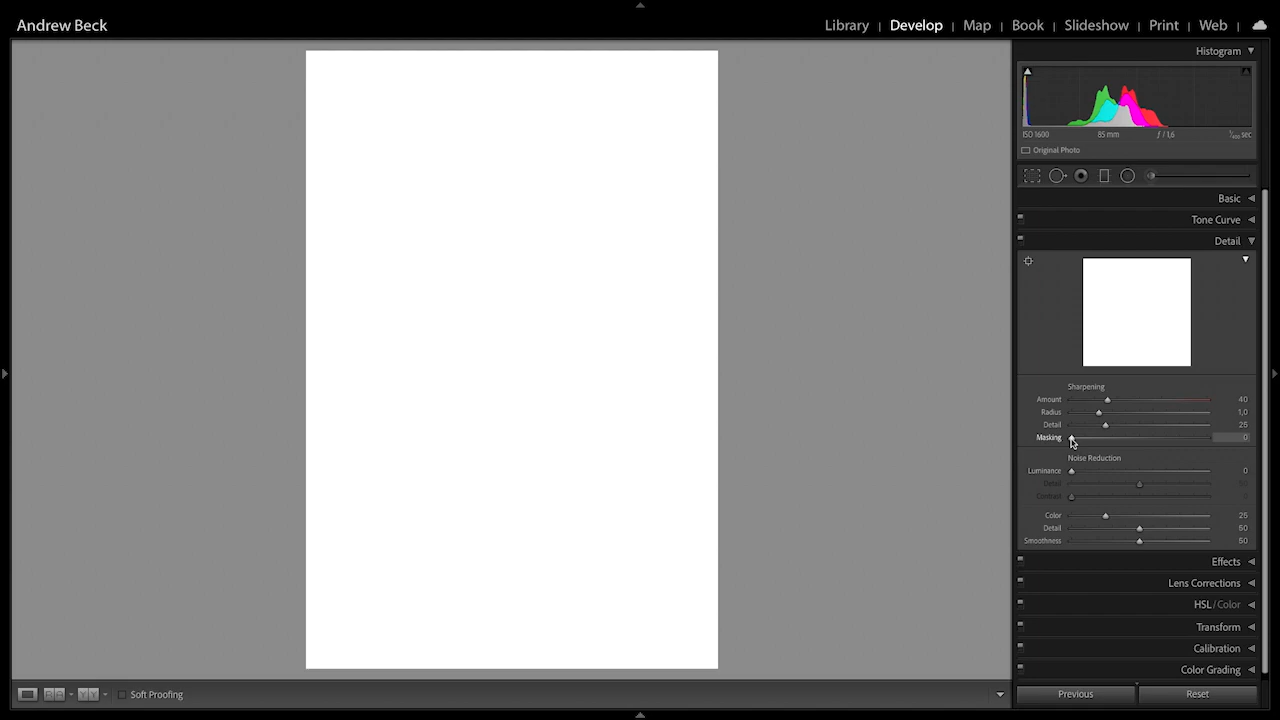 Andrew Beck
Library | Develop | Map | Book | Slideshow | Print | Web |
Histogram
ISO 1600 85 mm ƒ / 1,6
Original Photo
Basic
Tone Curve
Detail
Sharpening
Amount 40
Radius 1,0
Detail 25
Masking 0
Noise Reduction
Luminance 0
Detail
Contrast
Color 25
Detail 50
Smoothness 50
Effects
Lens Corrections
HSL / Color
Transform
Calibration
Color Grading
Soft Proofing
Previous Reset